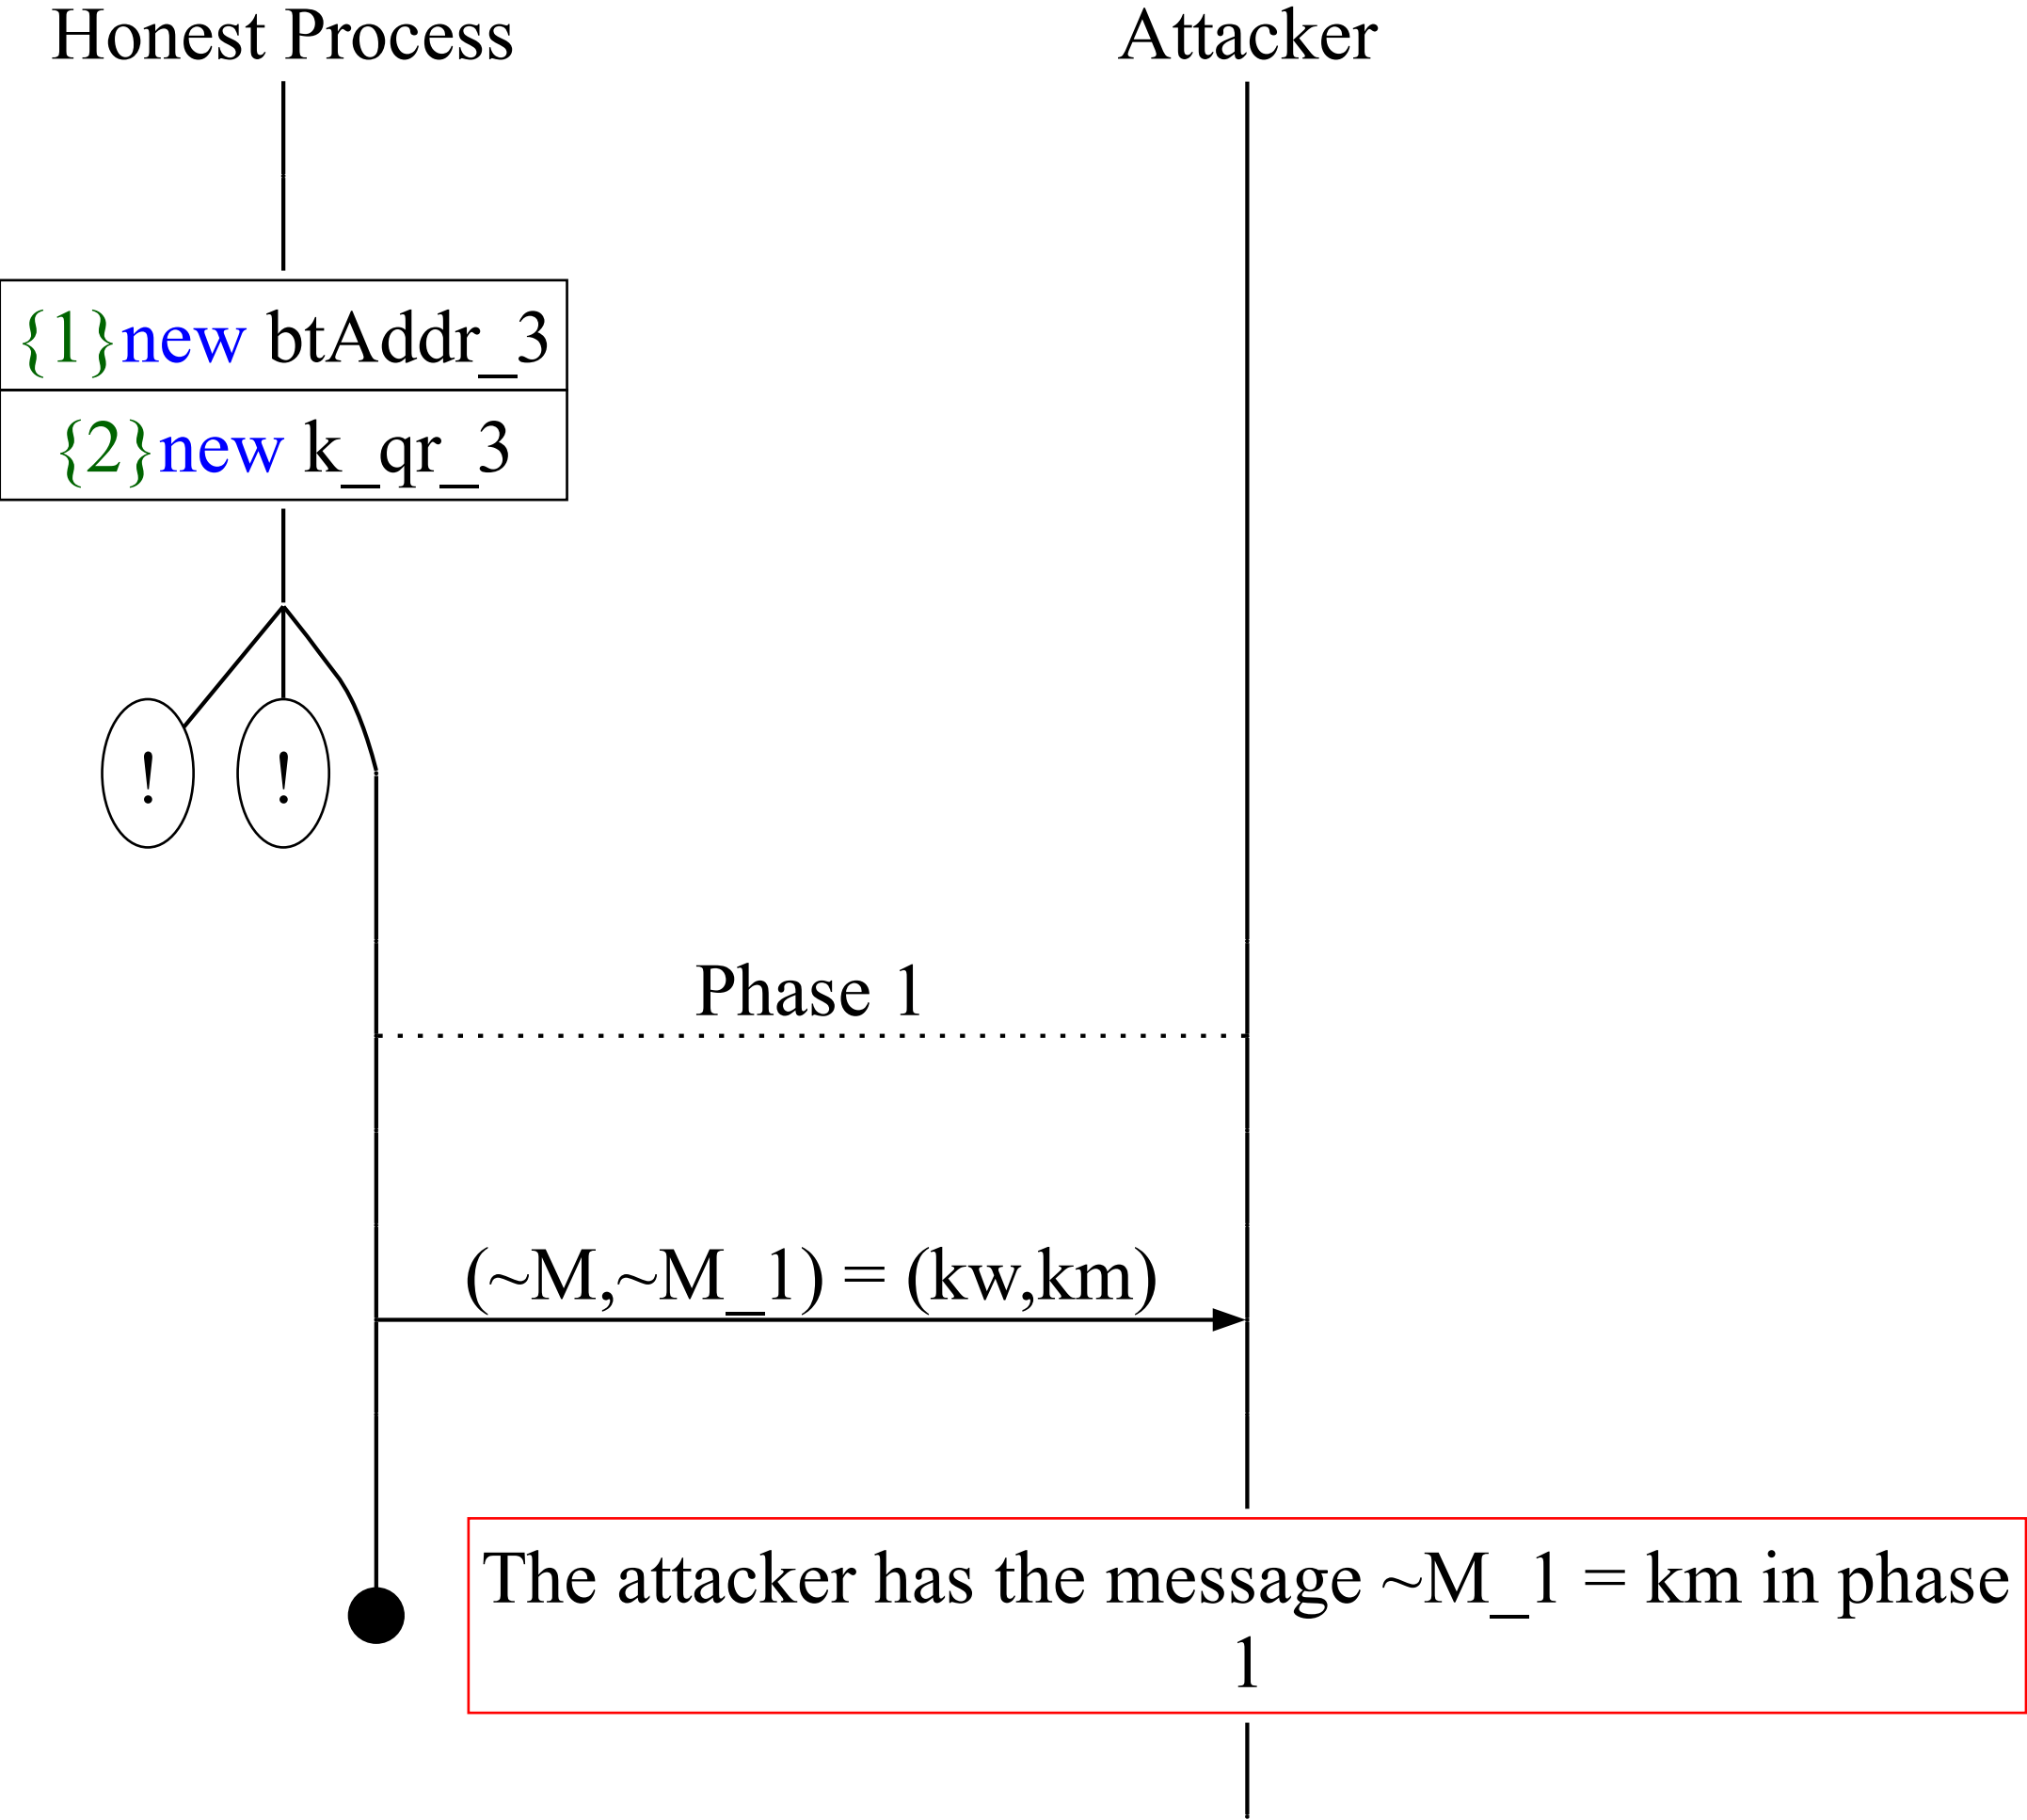 Honest Process
Attacker
{1}new btAddr_3
{2}new k_qr_3
!
!
Phase 1
(~M,~M_1) = (kw,km)
The attacker has the message ~M_1 = km in phase
1